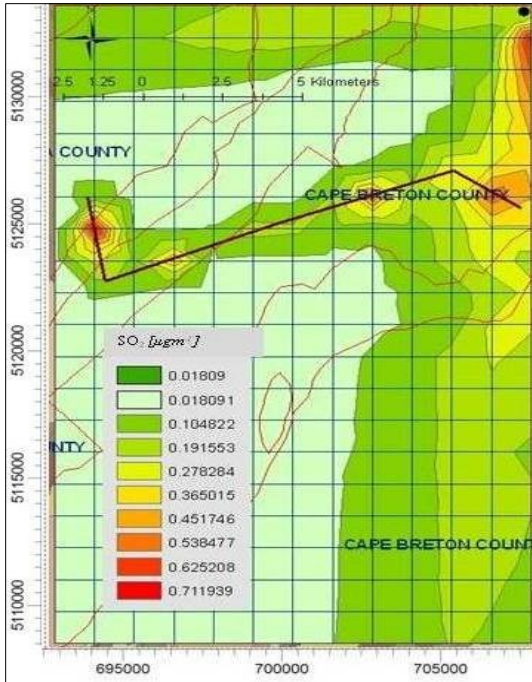 5130000
5125000
5120000
5115000
5110000
2.5 1.25 0 2.5 5 Kilometers
COUNTY
CAPE BRETON COUNTY
SO₂ [µgm⁻³]
0.01809
0.018091
0.104822
0.191553
0.278284
0.365015
0.451746
0.538477
0.625208
0.711939
NTY
CAPE BRETON COUNT
695000 700000 705000